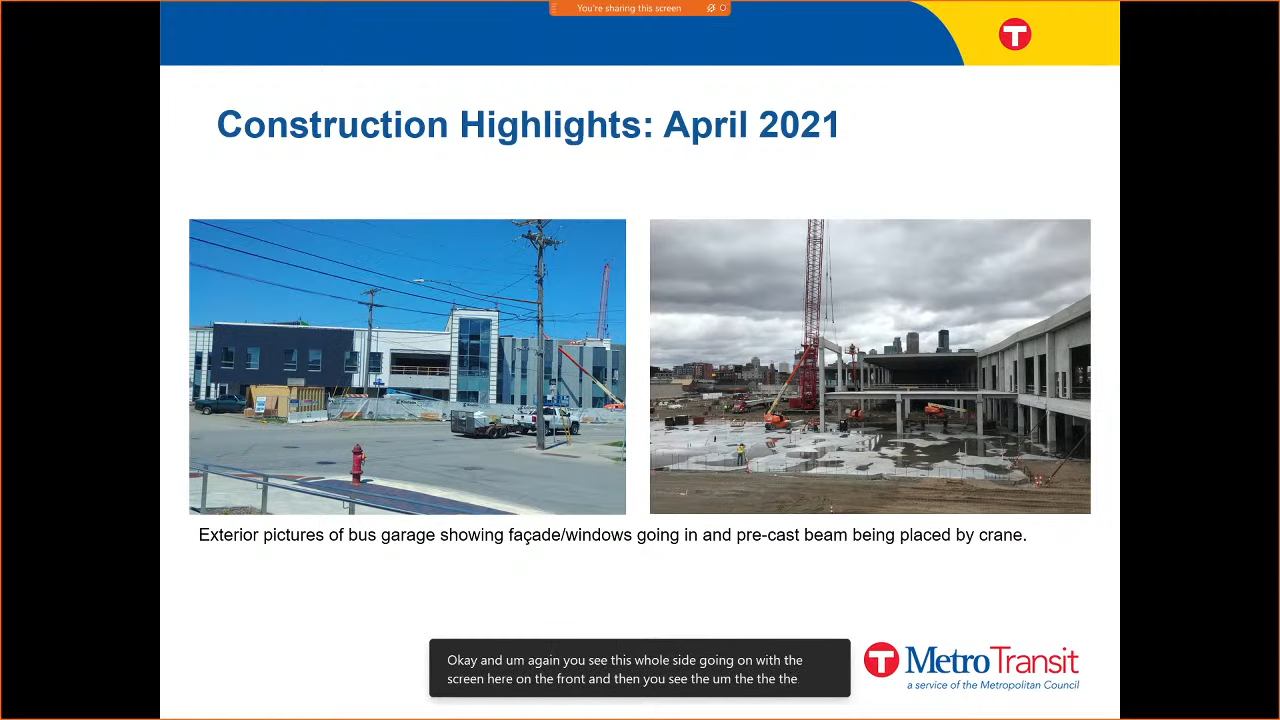 You're sharing this screen
T
Construction Highlights: April 2021
Exterior pictures of bus garage showing façade/windows going in and pre-cast beam being placed by crane.
Okay and um again you see this whole side going on with the
screen here on the front and then you see the um the the the
T MetroTransit
a service of the Metropolitan Council